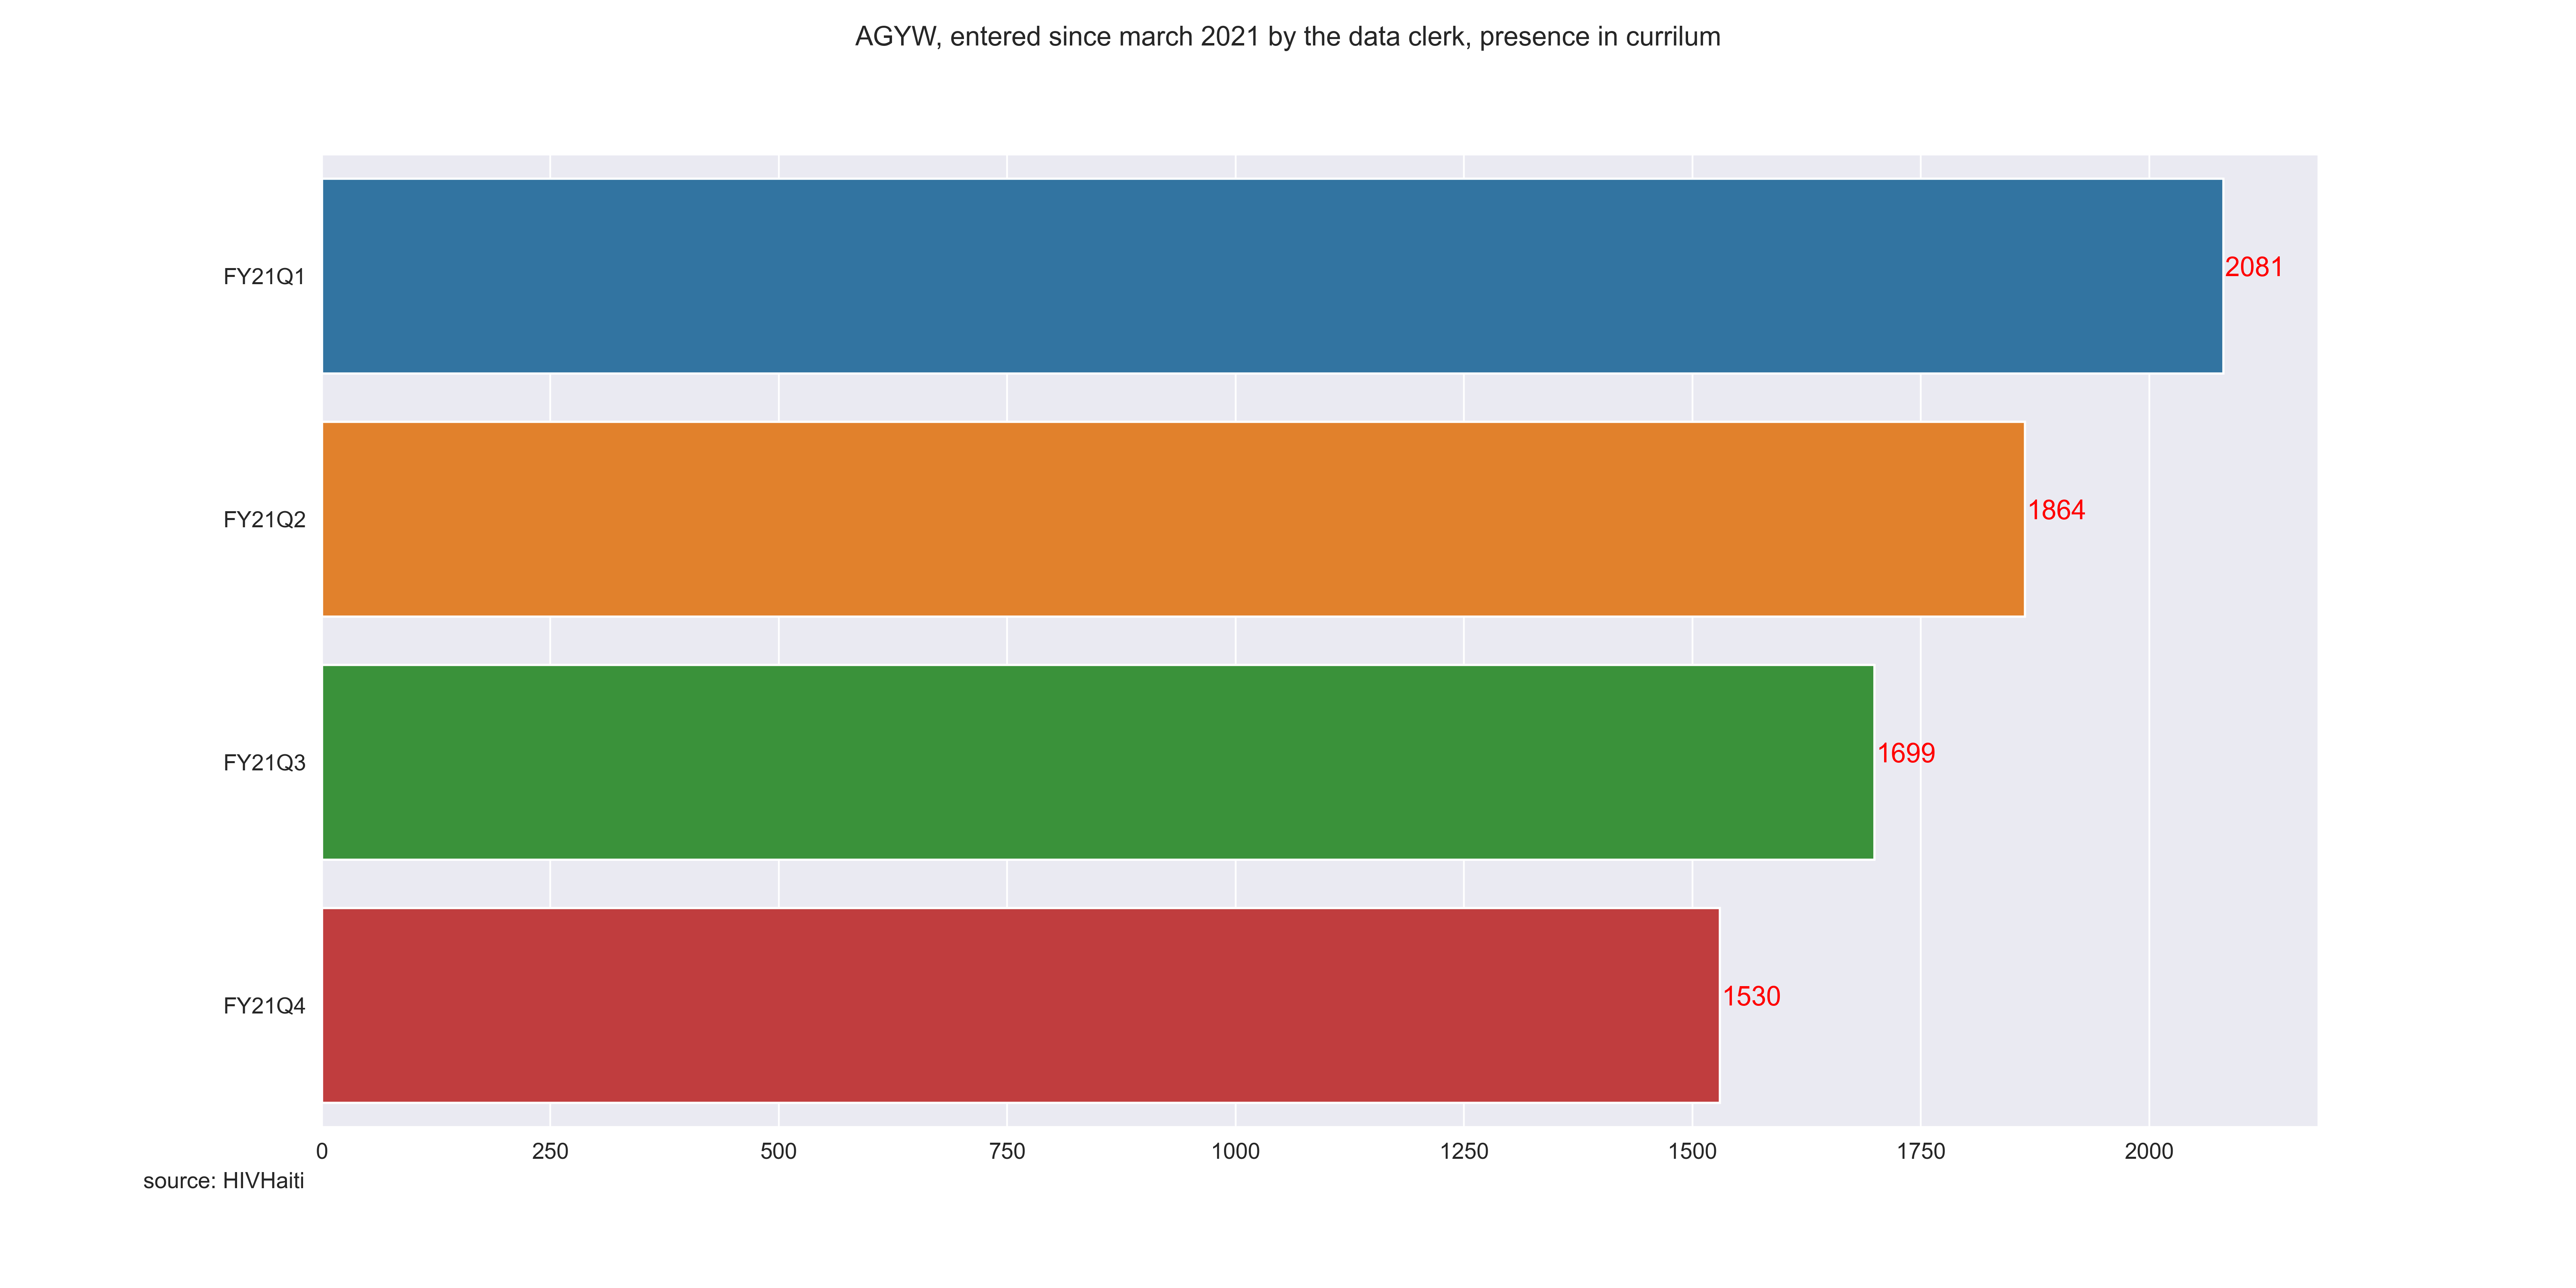 AGYW, entered since march 2021 by the data clerk, presence in currilum
FY21Q1
2081
FY21Q2
1864
FY21Q3
1699
FY21Q4
1530
0 250 500 750 1000 1250 1500 1750 2000
source: HIVHaiti